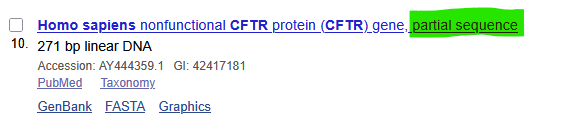 Homo sapiens nonfunctional CFTR protein (CFTR) gene, partial sequence
10. 271 bp linear DNA
Accession: AY444359.1 GI: 42417181
PubMed Taxonomy
GenBank FASTA Graphics